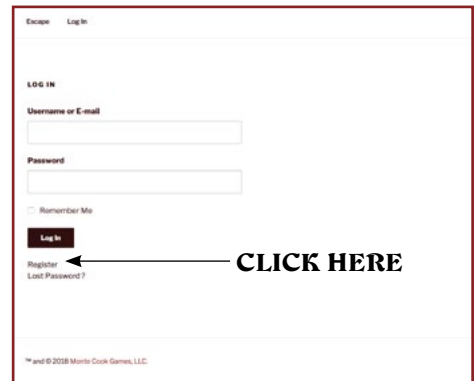 Escape Log In
LOG IN
Username or E-mail
Password
Remember Me
Log In
Register
CLICK HERE
Lost Password?
™ and © 2018 Monte Cook Games, LLC.